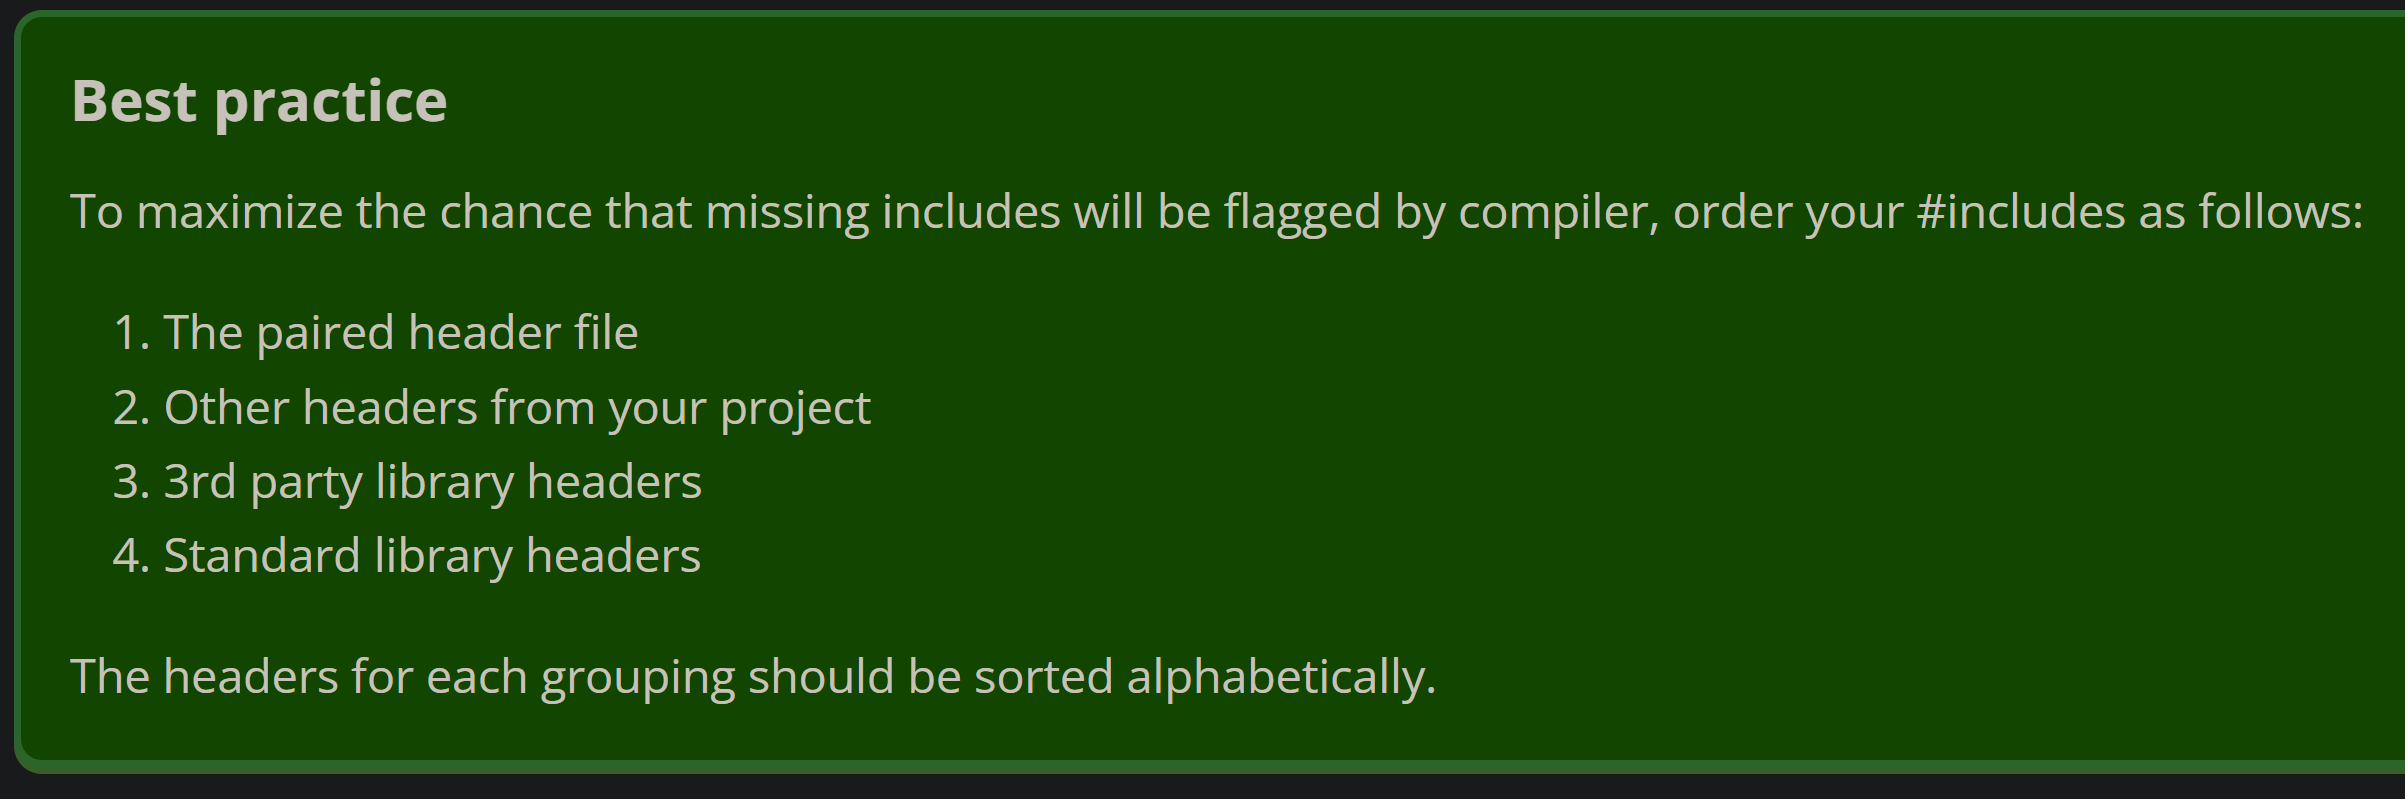 Best practice
To maximize the chance that missing includes will be flagged by compiler, order your #includes as follows:
1. The paired header file
2. Other headers from your project
3. 3rd party library headers
4. Standard library headers
The headers for each grouping should be sorted alphabetically.